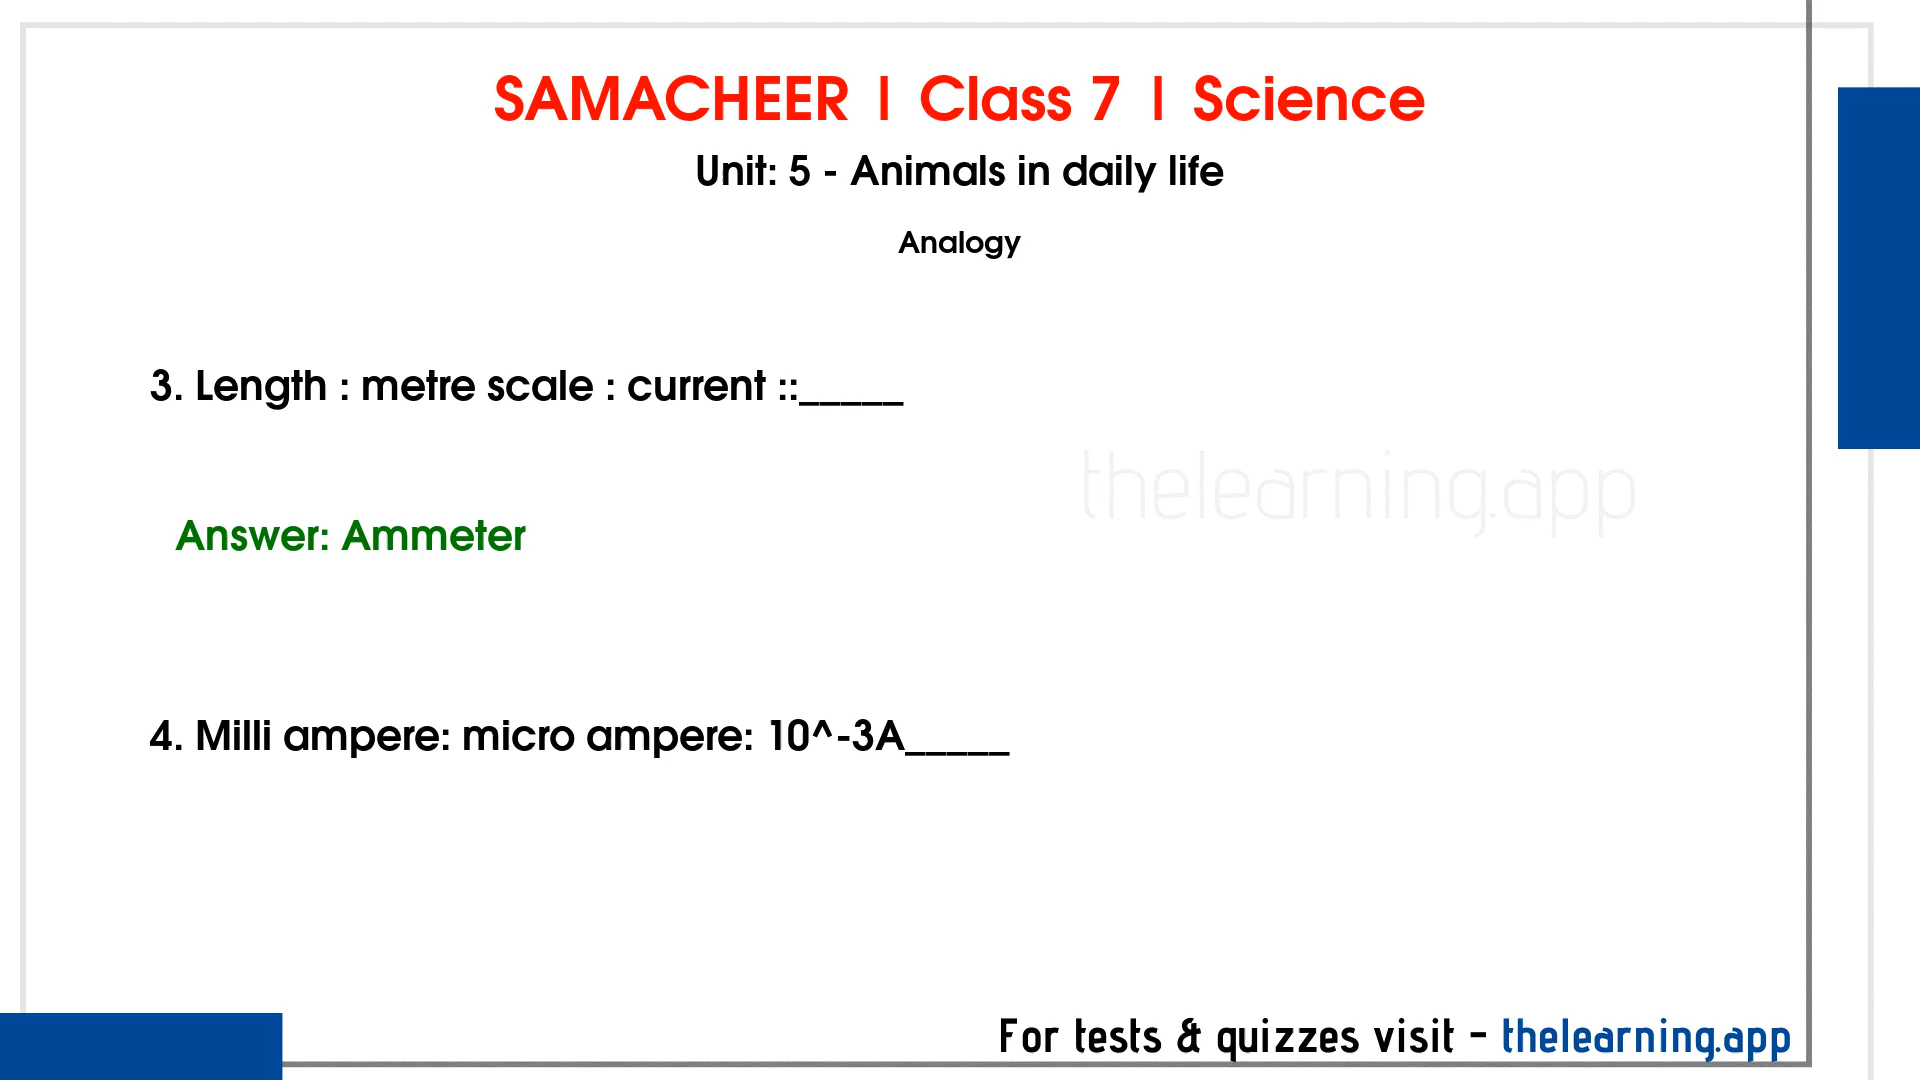 SAMACHEER | Class 7 | Science
Unit: 5 - Animals in daily life
Analogy
3. Length : metre scale : current ::_____
thelearning.app
Answer: Ammeter
4. Milli ampere: micro ampere: 10^-3A_____
For tests & quizzes visit - thelearning.app